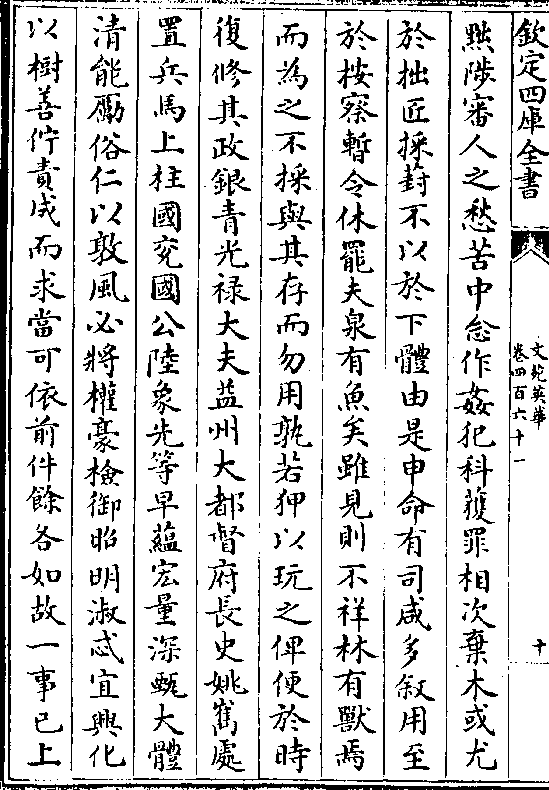 欽定四庫全書
文苑英華
卷四百六十一
十
黜陟審人之愁苦中念作姦犯科獲罪相次棄木或尤
於拙匠採葑不以於下體由是申命有司咸多叙用至
於按察暫令休罷夫泉有魚矣雖見則不祥林有獸焉
而為之不採與其存而勿用孰若狎以玩之俾便於時
復修其政銀青光禄大夫益州大都督府長史姚嶲處
置兵馬上柱國兖國公陸象先等早藴宏量深甄大體
清能勵俗仁以敦風必將權豪檢御昭明淑忒宜興化
以樹善佇責成而求當可依前件餘各如故一事已上